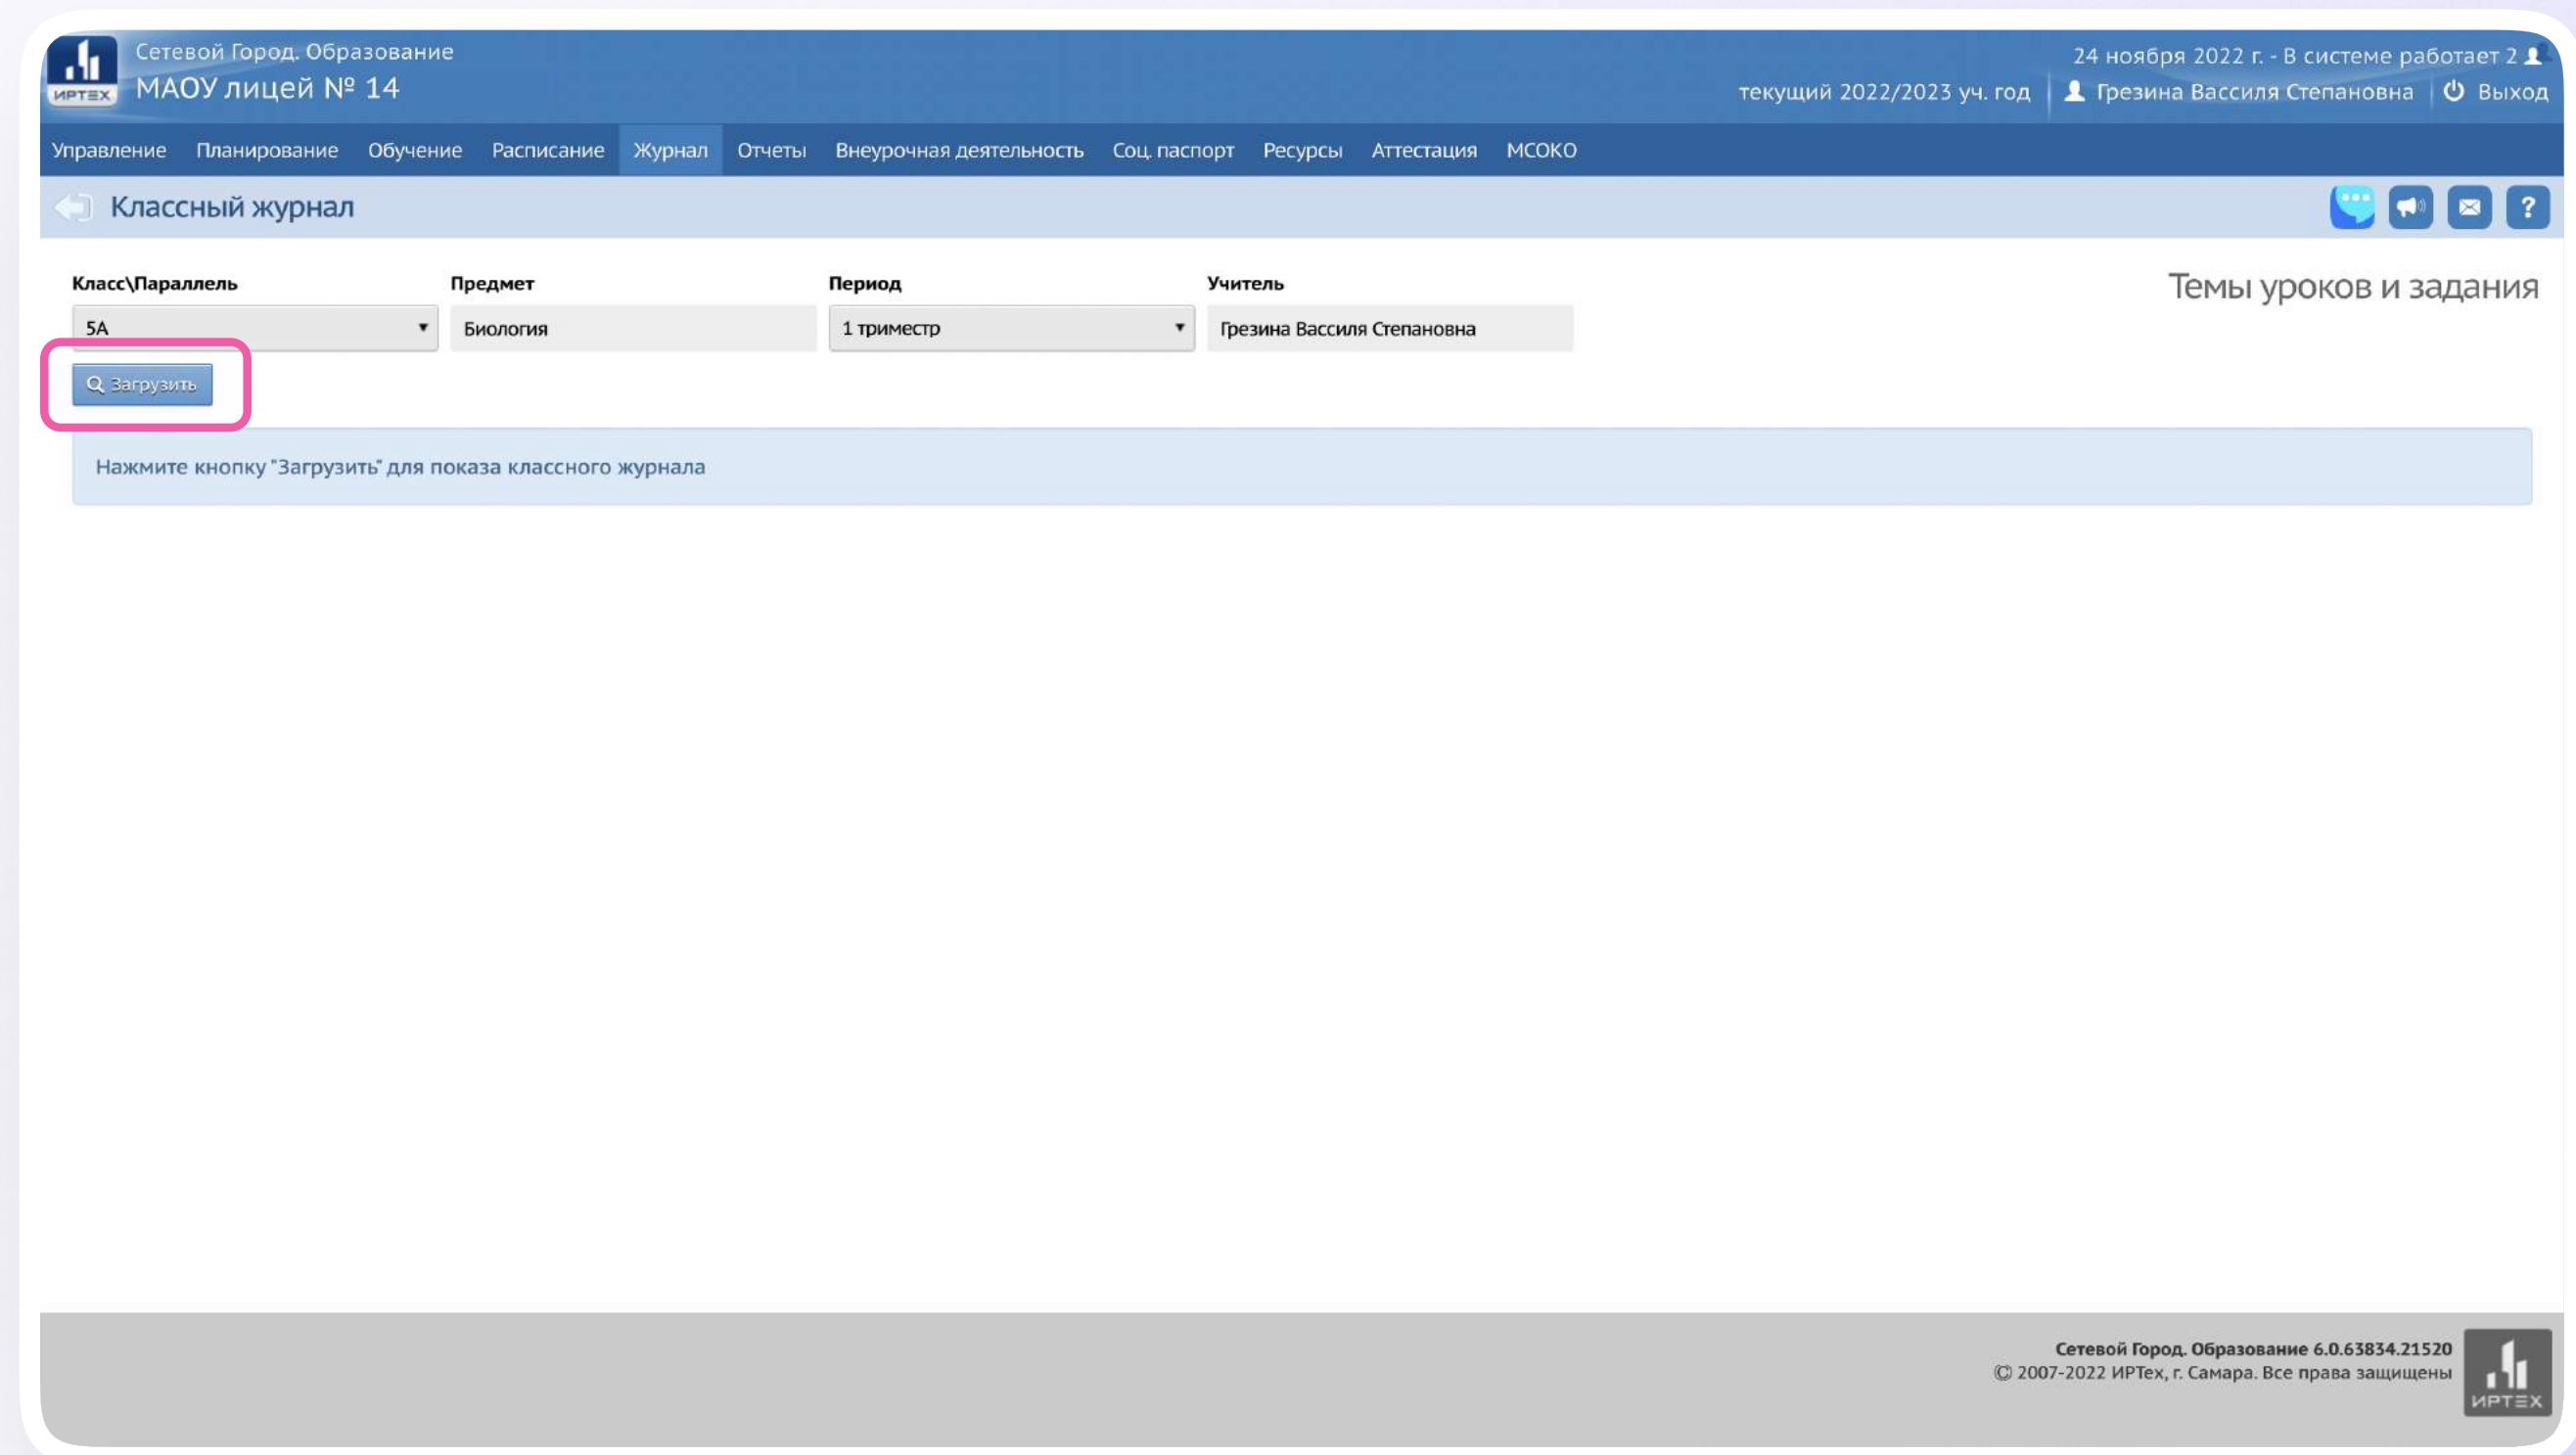 Сетевой Город. Образование
МАОУ лицей № 14
ИРТЕХ
24 ноября 2022 г. - В системе работает 2
текущий 2022/2023 уч. год
Грезина Вассиля Степановна
Выход
Управление Планирование Обучение Расписание Журнал Отчеты Внеурочная деятельность Соц. паспорт Ресурсы Аттестация МСОКО
Классный журнал
?
Класс\Параллель Предмет Период Учитель
Темы уроков и задания
5А Биология 1 триместр Грезина Вассиля Степановна
Загрузить
Нажмите кнопку "Загрузить" для показа классного журнала
Сетевой Город. Образование 6.0.63834.21520
© 2007-2022 ИРТех, г. Самара. Все права защищены
ИРТЕХ